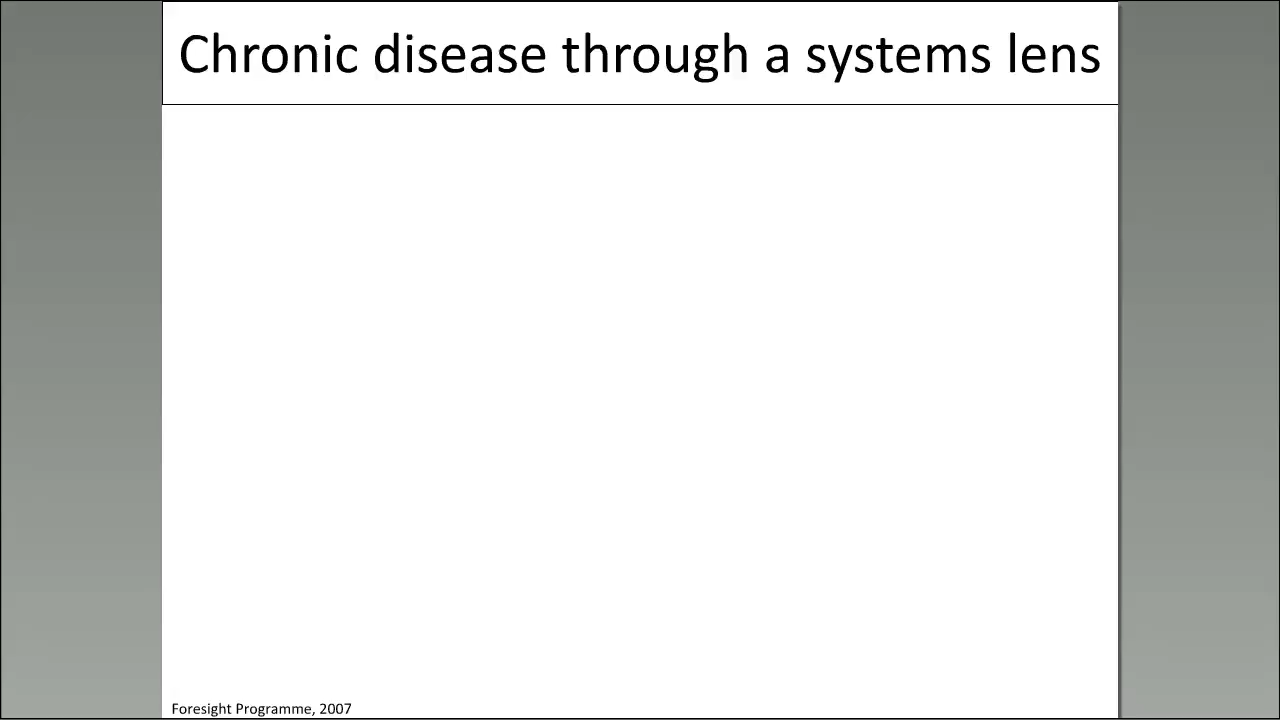 Chronic disease through a systems lens
Foresight Programme, 2007